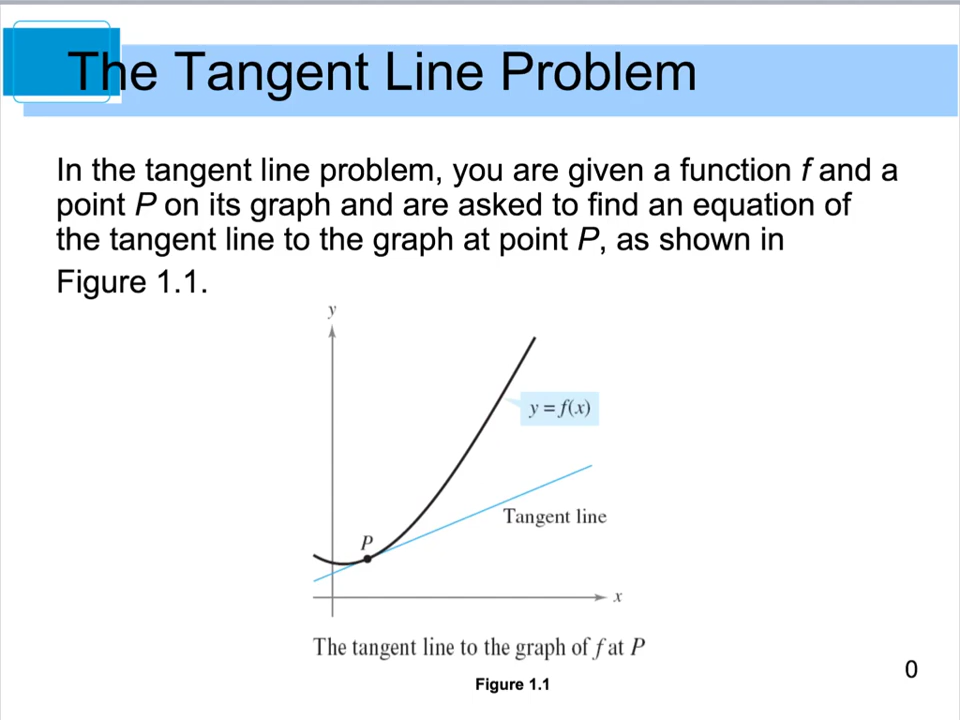 The Tangent Line Problem
In the tangent line problem, you are given a function f and a
point P on its graph and are asked to find an equation of
the tangent line to the graph at point P, as shown in
Figure 1.1.
y
y = f(x)
Tangent line
P
x
The tangent line to the graph of f at P
Figure 1.1
0